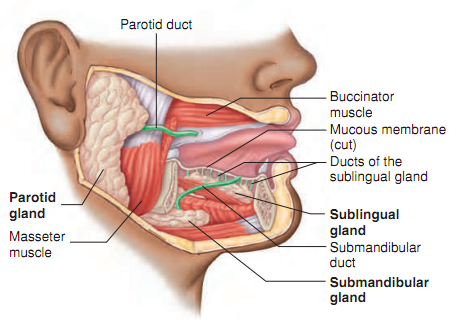 Parotid duct
Buccinator
muscle
Mucous membrane
(cut)
Ducts of the
sublingual gland
Parotid
gland
Masseter
muscle
Sublingual
gland
Submandibular
duct
Submandibular
gland